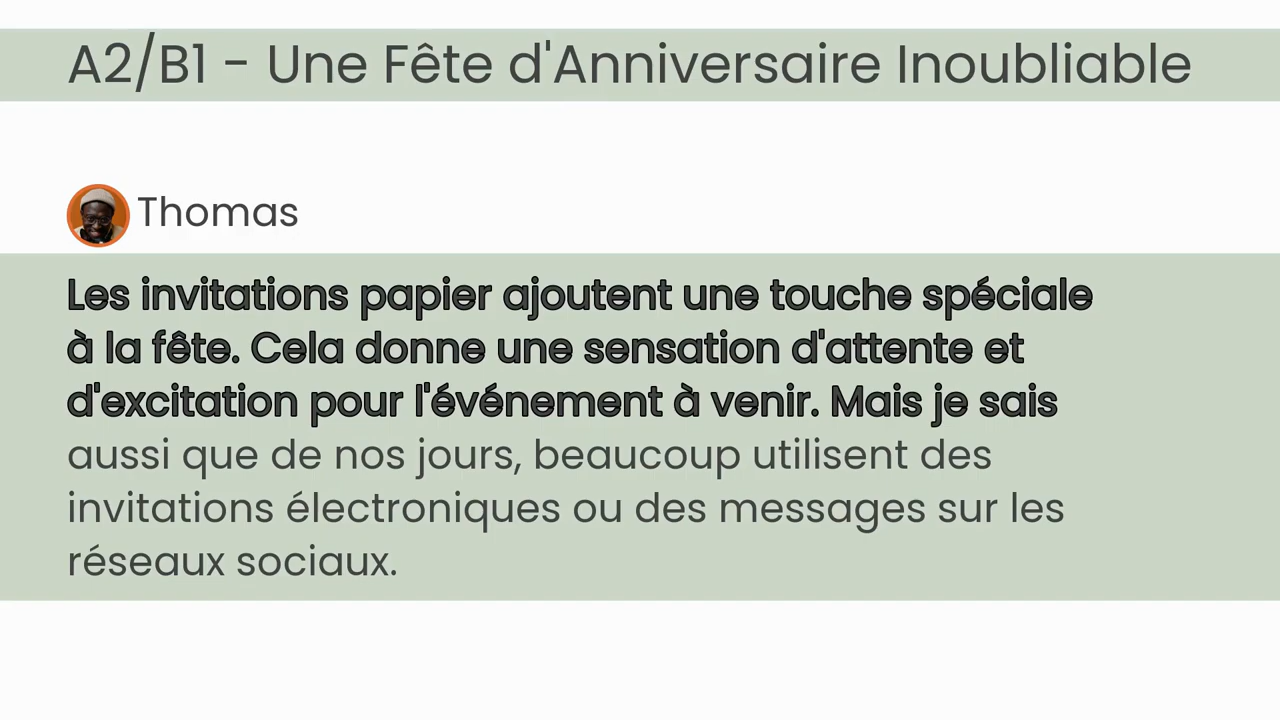 A2/B1 - Une Fête d'Anniversaire Inoubliable
Thomas
Les invitations papier ajoutent une touche spéciale
à la fête. Cela donne une sensation d'attente et
d'excitation pour l'événement à venir. Mais je sais
aussi que de nos jours, beaucoup utilisent des
invitations électroniques ou des messages sur les
réseaux sociaux.